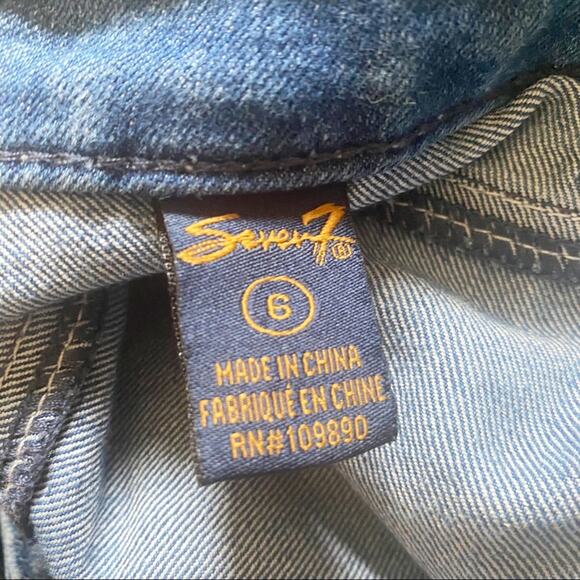 Seven7®
6
MADE IN CHINA
FABRIQUÉ EN CHINE
RN#109890